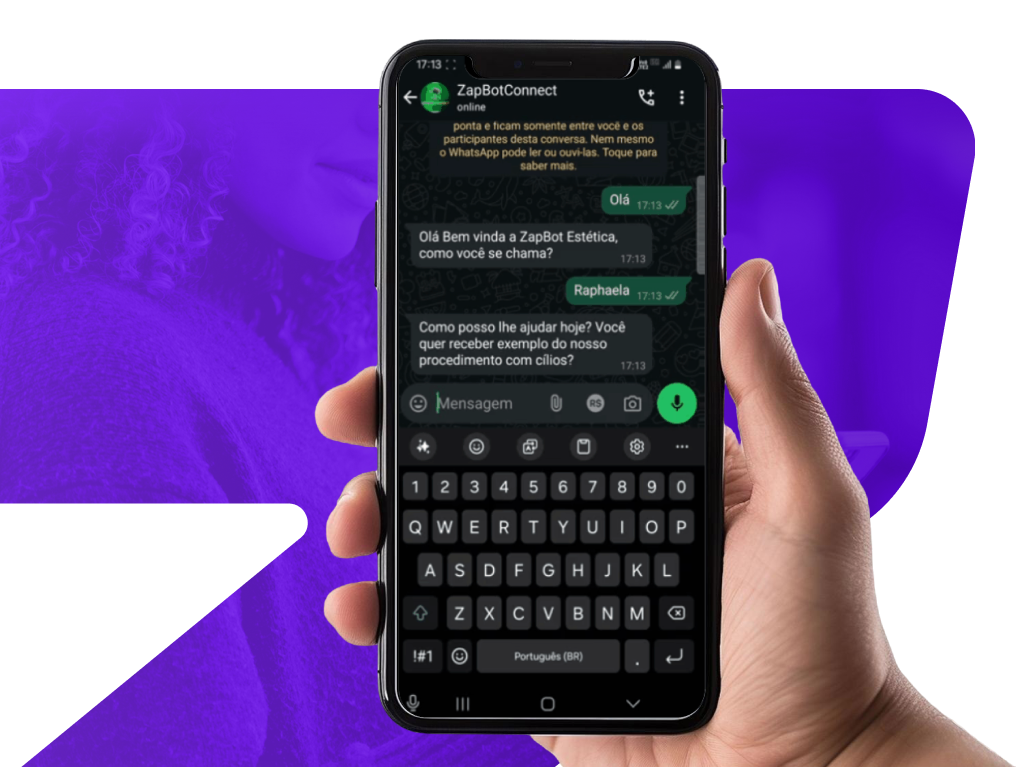 17:13
ZapBotConnect
online
ponta e ficam somente entre você e os
participantes desta conversa. Nem mesmo
o WhatsApp pode ler ou ouvi-las. Toque para
saber mais.
Olá 17:13
Olá Bem vinda a ZapBot Estética,
como você se chama?
17:13
Raphaela 17:13
Como posso lhe ajudar hoje? Você
quer receber exemplo do nosso
procedimento com cílios?
17:13
Mensagem
R$
1 2 3 4 5 6 7 8 9 0
Q W E R T Y U I O P
A S D F G H J K L
Z X C V B N M
!#1 Português (BR) .